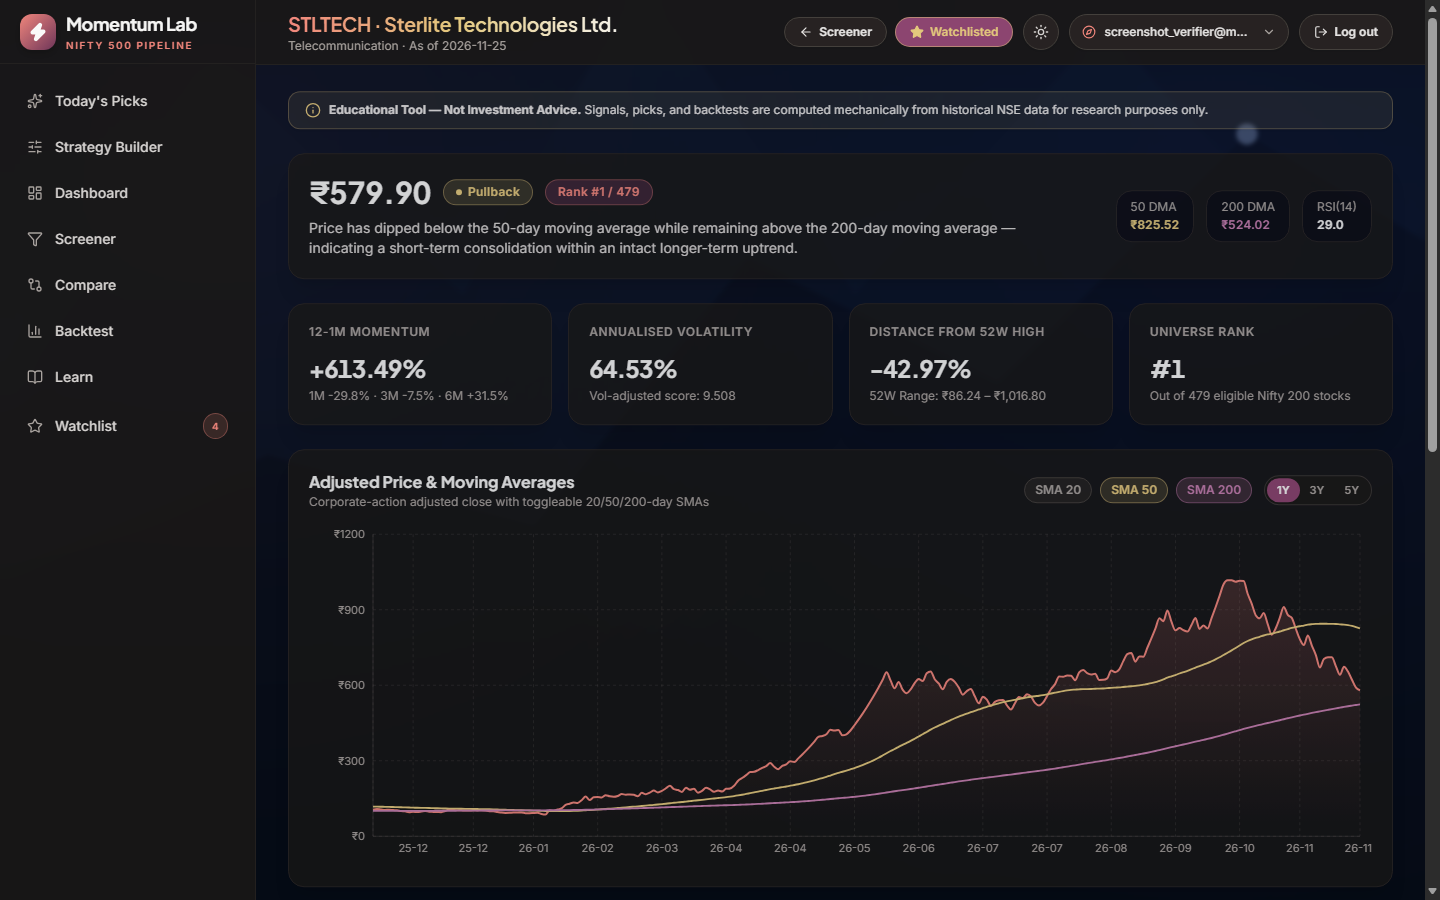 Momentum Lab
NIFTY 500 PIPELINE
Today's Picks
Strategy Builder
Dashboard
Screener
Compare
Backtest
Learn
Watchlist
4
STLTECH · Sterlite Technologies Ltd.
Telecommunication · As of 2026-11-25
Screener
Watchlisted
screenshot_verifier@m...
Log out
Educational Tool — Not Investment Advice. Signals, picks, and backtests are computed mechanically from historical NSE data for research purposes only.
₹579.90
Pullback
Rank #1 / 479
Price has dipped below the 50-day moving average while remaining above the 200-day moving average —
indicating a short-term consolidation within an intact longer-term uptrend.
50 DMA
₹825.52
200 DMA
₹524.02
RSI(14)
29.0
12-1M MOMENTUM
+613.49%
1M -29.8% · 3M -7.5% · 6M +31.5%
ANNUALISED VOLATILITY
64.53%
Vol-adjusted score: 9.508
DISTANCE FROM 52W HIGH
-42.97%
52W Range: ₹86.24 – ₹1,016.80
UNIVERSE RANK
#1
Out of 479 eligible Nifty 200 stocks
Adjusted Price & Moving Averages
Corporate-action adjusted close with toggleable 20/50/200-day SMAs
SMA 20
SMA 50
SMA 200
1Y
3Y
5Y
₹1200
₹900
₹600
₹300
₹0
25-12 25-12 26-01 26-02 26-03 26-04 26-04 26-05 26-06 26-07 26-07 26-08 26-09 26-10 26-11 26-11